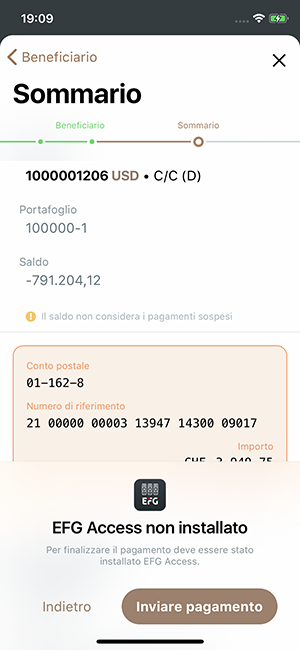 19:09
Beneficiario
Sommario
Beneficiario
Sommario
1000001206 USD • C/C (D)
Portafoglio
100000-1
Saldo
-791.204,12
Il saldo non considera i pagamenti sospesi
Conto postale
01-162-8
Numero di riferimento
21 00000 00003 13947 14300 09017
Importo
CHF 3.949,75
EFG
EFG Access non installato
Per finalizzare il pagamento deve essere stato
installato EFG Access.
Indietro
Inviare pagamento